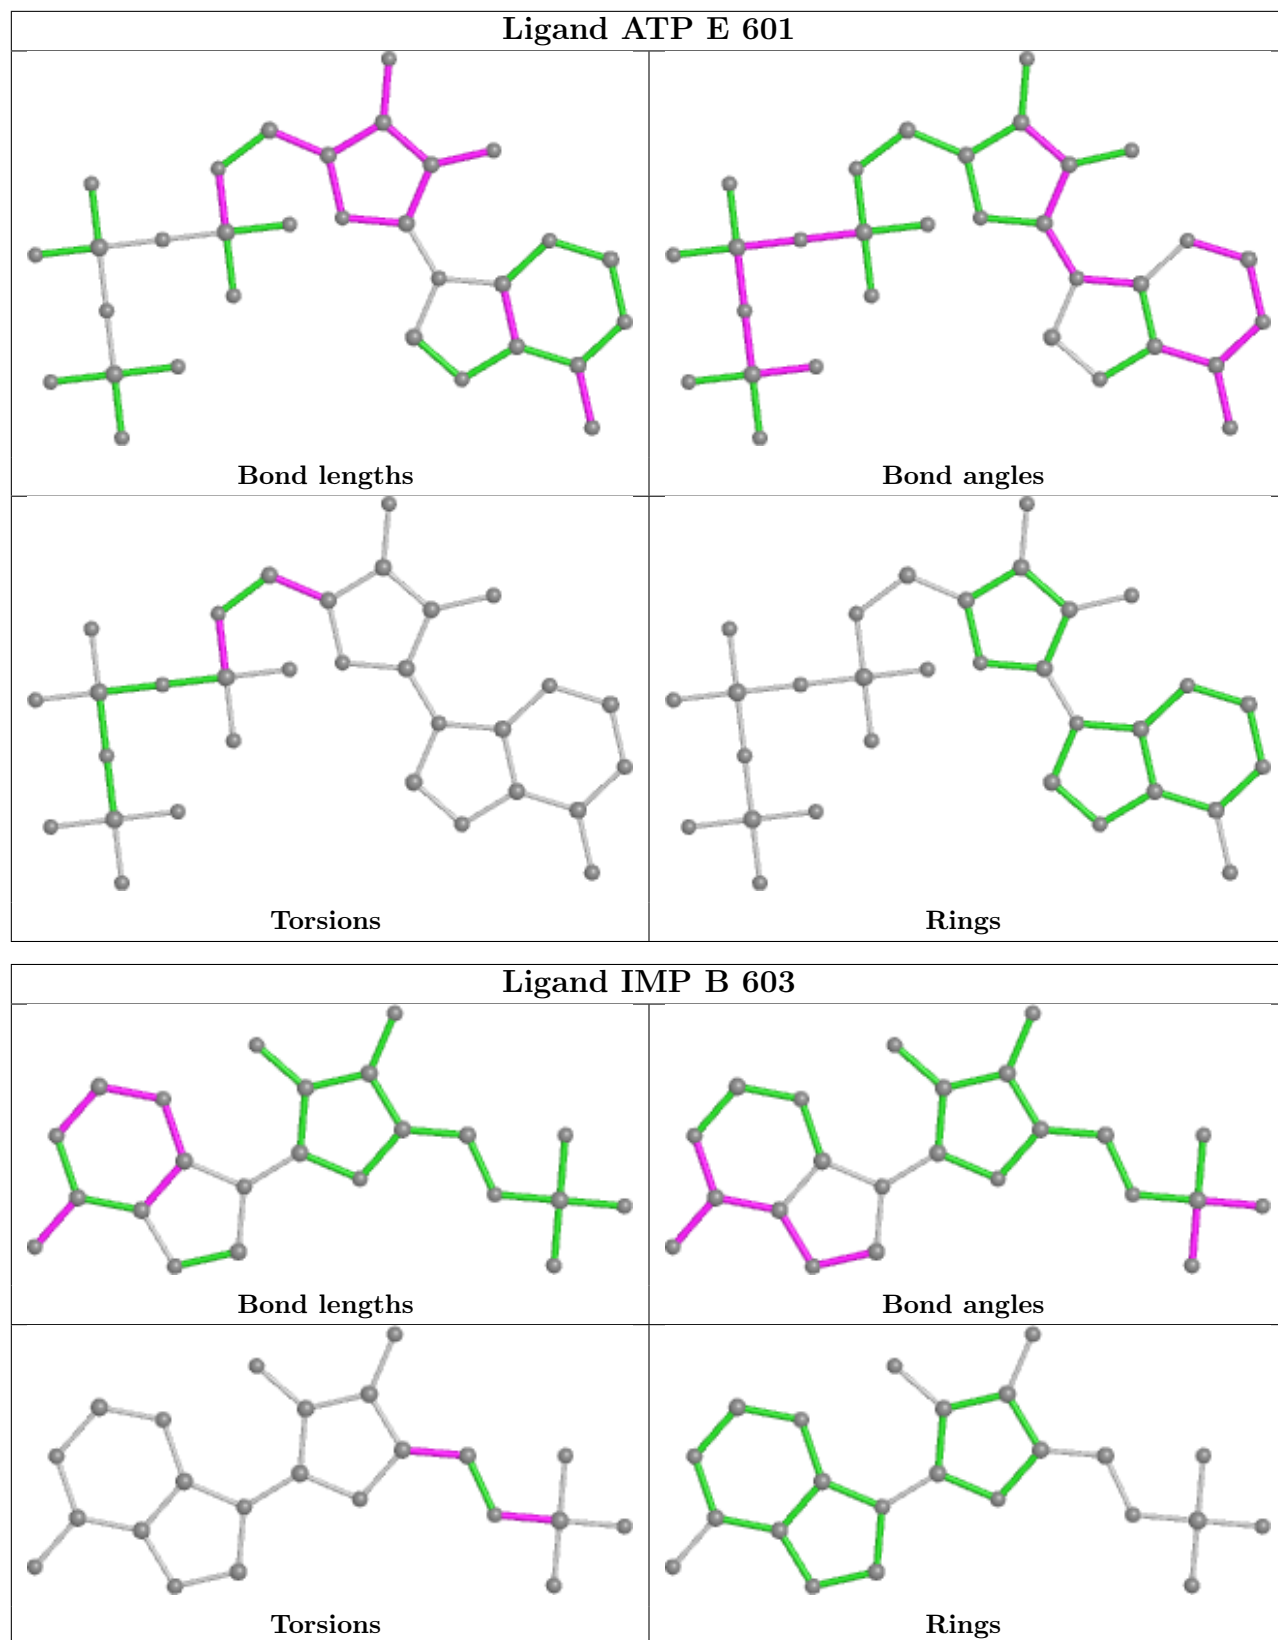 Ligand ATP E 601
Bond lengths
Bond angles
Torsions
Rings
Ligand IMP B 603
Bond lengths
Bond angles
Torsions
Rings